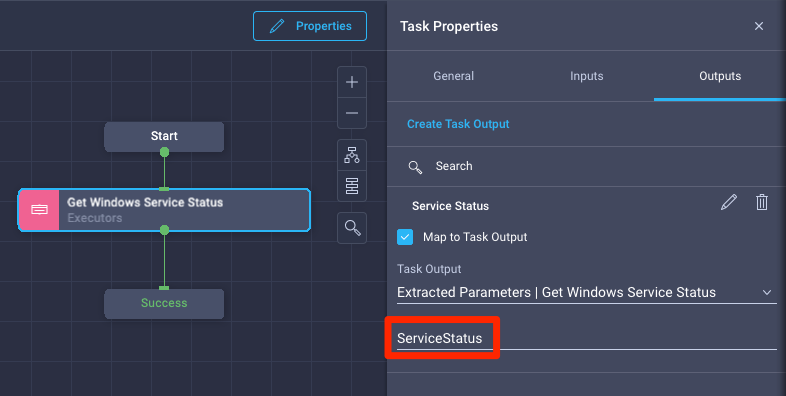 Properties
Start
Get Windows Service Status
Executors
Success
Task Properties
General
Inputs
Outputs
Create Task Output
Search
Service Status
Map to Task Output
Task Output
Extracted Parameters | Get Windows Service Status
ServiceStatus